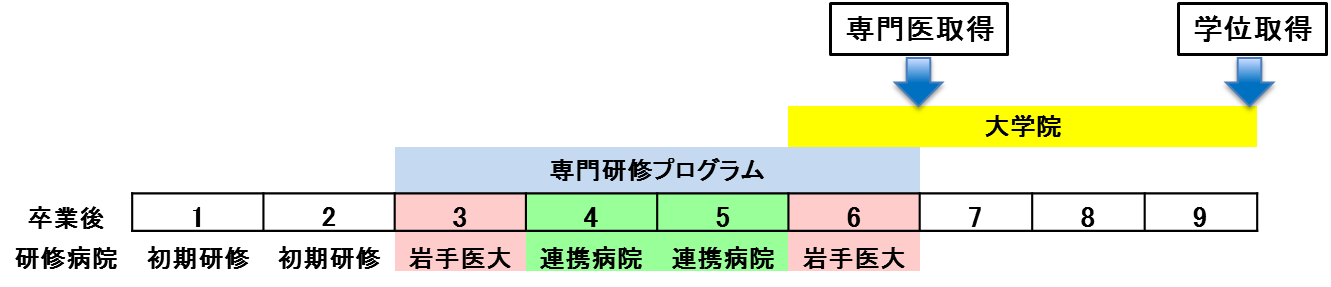 専門医取得 学位取得
大学院
専門研修プログラム
卒業後 1 2 3 4 5 6 7 8 9
研修病院 初期研修 初期研修 岩手医大 連携病院 連携病院 岩手医大